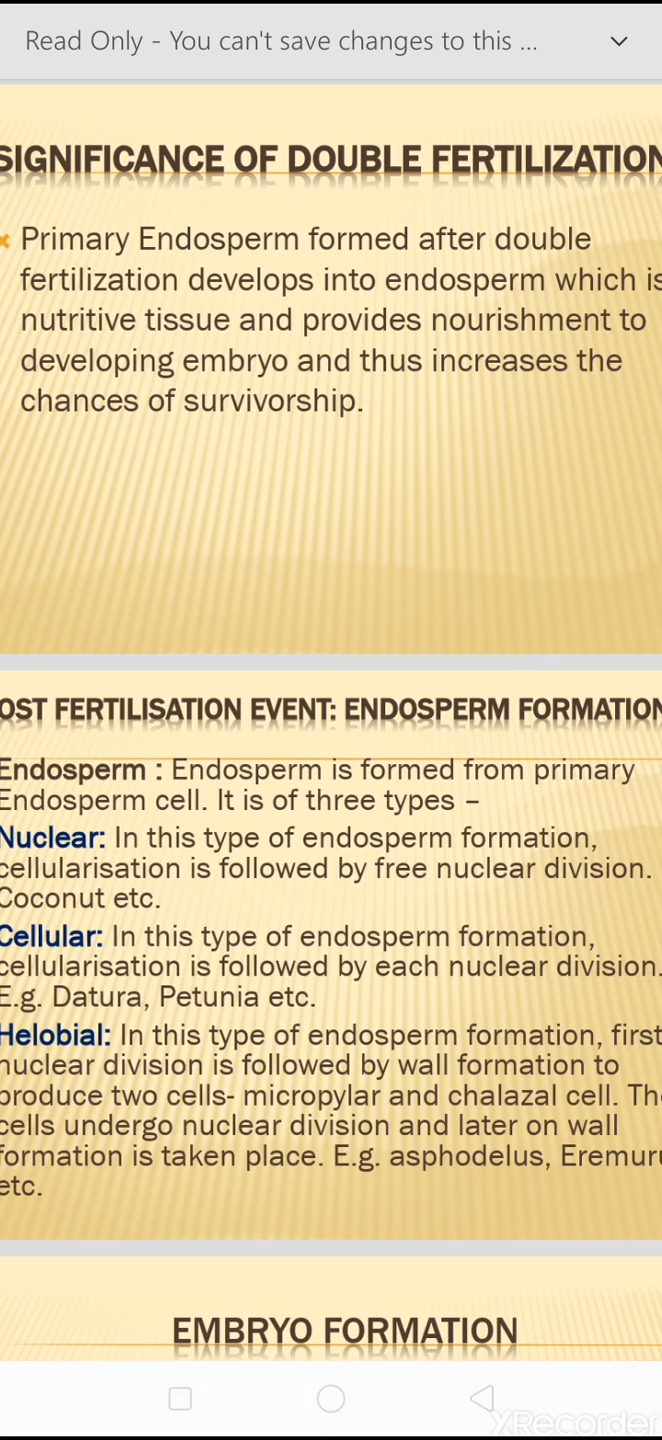 Read Only - You can't save changes to this ...
SIGNIFICANCE OF DOUBLE FERTILIZATION
Primary Endosperm formed after double
fertilization develops into endosperm which is
nutritive tissue and provides nourishment to
developing embryo and thus increases the
chances of survivorship.
OST FERTILISATION EVENT: ENDOSPERM FORMATION
Endosperm : Endosperm is formed from primary
Endosperm cell. It is of three types –
Nuclear: In this type of endosperm formation,
cellularisation is followed by free nuclear division.
Coconut etc.
Cellular: In this type of endosperm formation,
cellularisation is followed by each nuclear division.
E.g. Datura, Petunia etc.
Helobial: In this type of endosperm formation, first
nuclear division is followed by wall formation to
produce two cells- micropylar and chalazal cell. The
cells undergo nuclear division and later on wall
formation is taken place. E.g. asphodelus, Eremuru
etc.
EMBRYO FORMATION
XRecorder